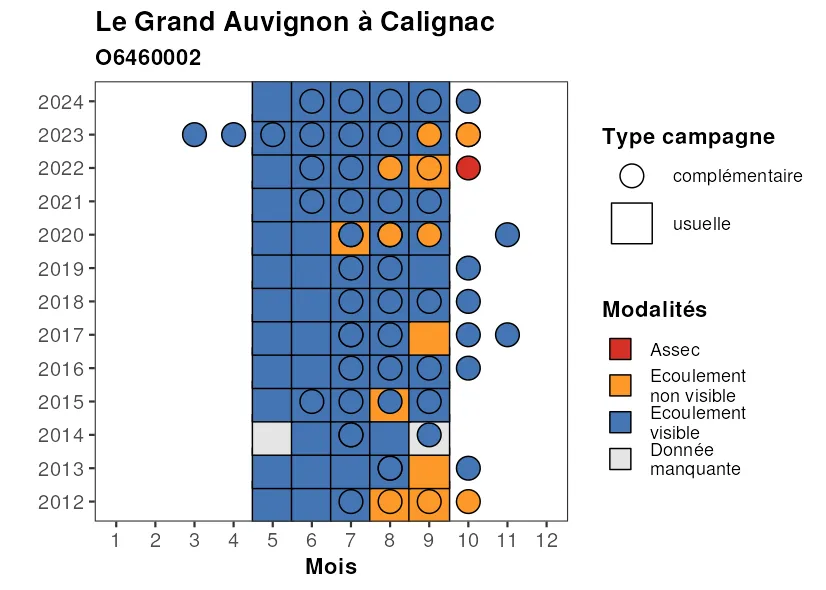 Le Grand Auvignon à Calignac
O6460002
2024
2023
2022
2021
2020
2019
2018
2017
2016
2015
2014
2013
2012
1 2 3 4 5 6 7 8 9 10 11 12
Mois
Type campagne
complémentaire
usuelle
Modalités
Assec
Ecoulement
non visible
Ecoulement
visible
Donnée
manquante